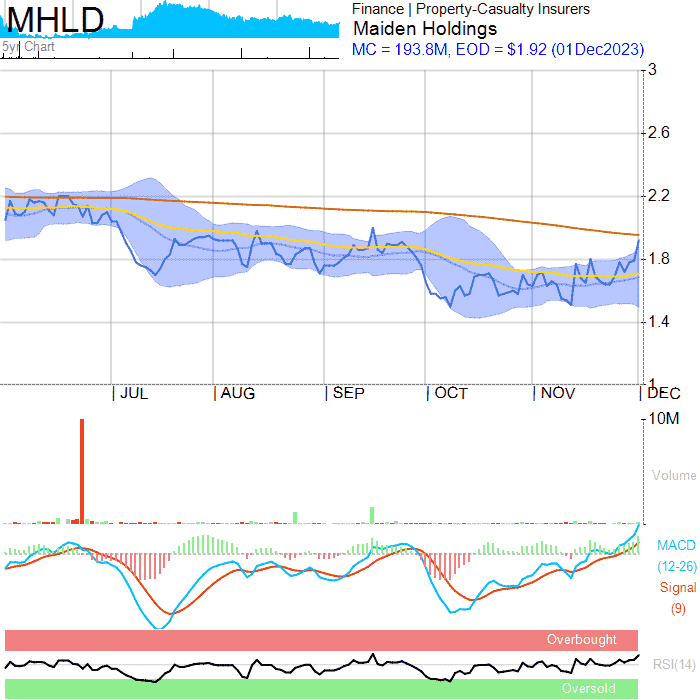 MHLD
5yr Chart
Finance | Property-Casualty Insurers
Maiden Holdings
MC = 193.8M, EOD = $1.92 (01Dec2023)
3
2.6
2.2
1.8
1.4
1
JUL AUG SEP OCT NOV DEC
10M
Volume
MACD
(12-26)
Signal
(9)
Overbought
RSI(14)
Oversold